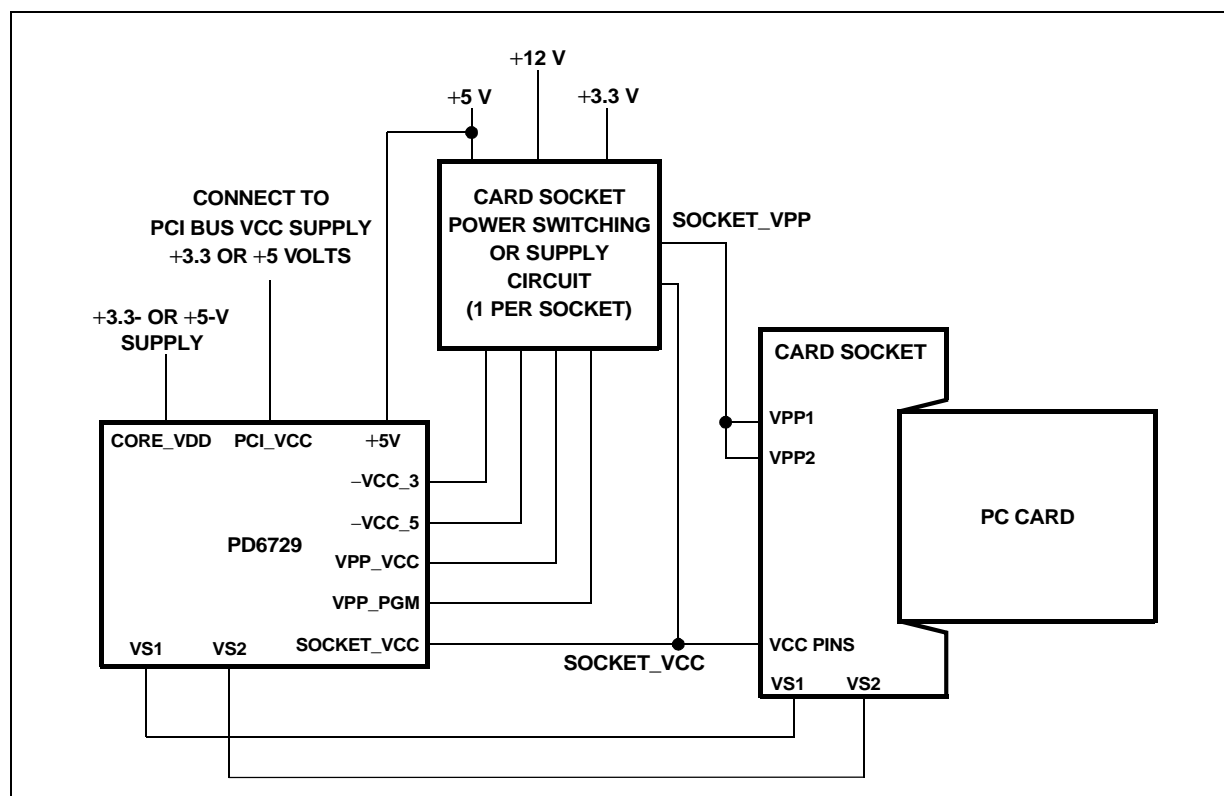 +12 V
+5 V
+3.3 V
CONNECT TO
PCI BUS VCC SUPPLY
+3.3 OR +5 VOLTS
CARD SOCKET
POWER SWITCHING
OR SUPPLY
CIRCUIT
(1 PER SOCKET)
SOCKET_VPP
+3.3- OR +5-V
SUPPLY
CARD SOCKET
VPP1
VPP2
CORE_VDD
PCI_VCC
+5V
−VCC_3
−VCC_5
PD6729
VPP_VCC
VPP_PGM
SOCKET_VCC
VS1
VS2
SOCKET_VCC
PC CARD
VCC PINS
VS1
VS2